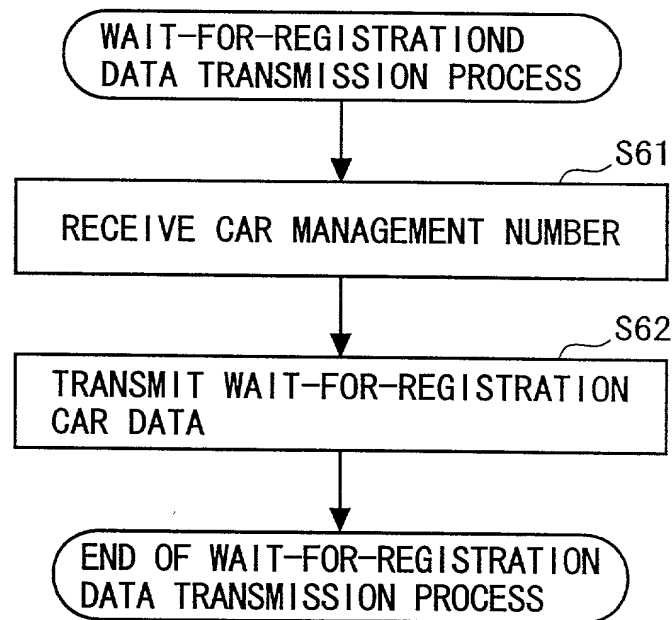 WAIT-FOR-REGISTRATIOND
DATA TRANSMISSION PROCESS
S61
RECEIVE CAR MANAGEMENT NUMBER
S62
TRANSMIT WAIT-FOR-REGISTRATION
CAR DATA
END OF WAIT-FOR-REGISTRATION
DATA TRANSMISSION PROCESS